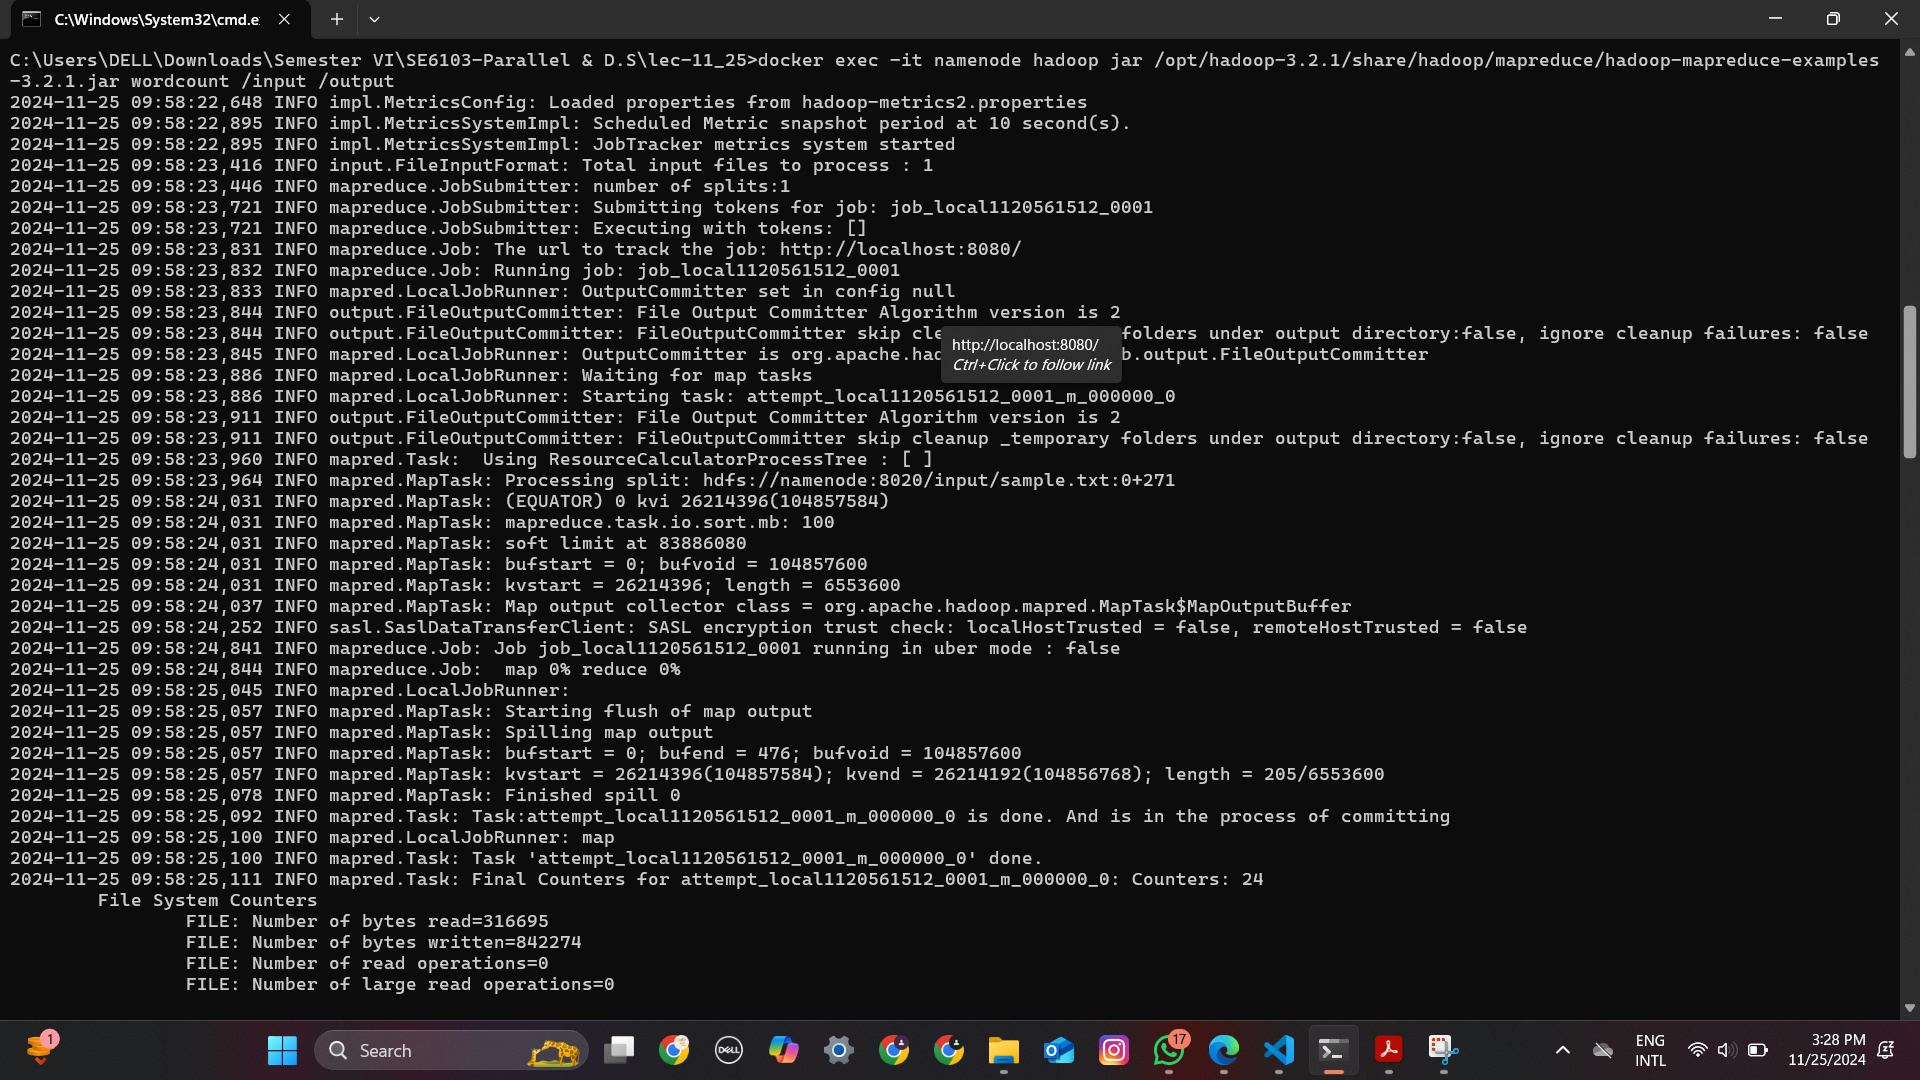 C:\Windows\System32\cmd.e
C:\Users\DELL\Downloads\Semester VI\SE6103-Parallel & D.S\lec-11_25>docker exec -it namenode hadoop jar /opt/hadoop-3.2.1/share/hadoop/mapreduce/hadoop-mapreduce-examples
-3.2.1.jar wordcount /input /output
2024-11-25 09:58:22,648 INFO impl.MetricsConfig: Loaded properties from hadoop-metrics2.properties
2024-11-25 09:58:22,895 INFO impl.MetricsSystemImpl: Scheduled Metric snapshot period at 10 second(s).
2024-11-25 09:58:22,895 INFO impl.MetricsSystemImpl: JobTracker metrics system started
2024-11-25 09:58:23,416 INFO input.FileInputFormat: Total input files to process : 1
2024-11-25 09:58:23,446 INFO mapreduce.JobSubmitter: number of splits:1
2024-11-25 09:58:23,721 INFO mapreduce.JobSubmitter: Submitting tokens for job: job_local1120561512_0001
2024-11-25 09:58:23,721 INFO mapreduce.JobSubmitter: Executing with tokens: []
2024-11-25 09:58:23,831 INFO mapreduce.Job: The url to track the job: http://localhost:8080/
2024-11-25 09:58:23,832 INFO mapreduce.Job: Running job: job_local1120561512_0001
2024-11-25 09:58:23,833 INFO mapred.LocalJobRunner: OutputCommitter set in config null
2024-11-25 09:58:23,844 INFO output.FileOutputCommitter: File Output Committer Algorithm version is 2
2024-11-25 09:58:23,844 INFO output.FileOutputCommitter: FileOutputCommitter skip cle folders under output directory:false, ignore cleanup failures: false
2024-11-25 09:58:23,845 INFO mapred.LocalJobRunner: OutputCommitter is org.apache.had b.output.FileOutputCommitter
http://localhost:8080/
Ctrl+Click to follow link
2024-11-25 09:58:23,886 INFO mapred.LocalJobRunner: Waiting for map tasks
2024-11-25 09:58:23,886 INFO mapred.LocalJobRunner: Starting task: attempt_local1120561512_0001_m_000000_0
2024-11-25 09:58:23,911 INFO output.FileOutputCommitter: File Output Committer Algorithm version is 2
2024-11-25 09:58:23,911 INFO output.FileOutputCommitter: FileOutputCommitter skip cleanup _temporary folders under output directory:false, ignore cleanup failures: false
2024-11-25 09:58:23,960 INFO mapred.Task:  Using ResourceCalculatorProcessTree : [ ]
2024-11-25 09:58:23,964 INFO mapred.MapTask: Processing split: hdfs://namenode:8020/input/sample.txt:0+271
2024-11-25 09:58:24,031 INFO mapred.MapTask: (EQUATOR) 0 kvi 26214396(104857584)
2024-11-25 09:58:24,031 INFO mapred.MapTask: mapreduce.task.io.sort.mb: 100
2024-11-25 09:58:24,031 INFO mapred.MapTask: soft limit at 83886080
2024-11-25 09:58:24,031 INFO mapred.MapTask: bufstart = 0; bufvoid = 104857600
2024-11-25 09:58:24,031 INFO mapred.MapTask: kvstart = 26214396; length = 6553600
2024-11-25 09:58:24,037 INFO mapred.MapTask: Map output collector class = org.apache.hadoop.mapred.MapTask$MapOutputBuffer
2024-11-25 09:58:24,252 INFO sasl.SaslDataTransferClient: SASL encryption trust check: localHostTrusted = false, remoteHostTrusted = false
2024-11-25 09:58:24,841 INFO mapreduce.Job: Job job_local1120561512_0001 running in uber mode : false
2024-11-25 09:58:24,844 INFO mapreduce.Job:  map 0% reduce 0%
2024-11-25 09:58:25,045 INFO mapred.LocalJobRunner:
2024-11-25 09:58:25,057 INFO mapred.MapTask: Starting flush of map output
2024-11-25 09:58:25,057 INFO mapred.MapTask: Spilling map output
2024-11-25 09:58:25,057 INFO mapred.MapTask: bufstart = 0; bufend = 476; bufvoid = 104857600
2024-11-25 09:58:25,057 INFO mapred.MapTask: kvstart = 26214396(104857584); kvend = 26214192(104856768); length = 205/6553600
2024-11-25 09:58:25,078 INFO mapred.MapTask: Finished spill 0
2024-11-25 09:58:25,092 INFO mapred.Task: Task:attempt_local1120561512_0001_m_000000_0 is done. And is in the process of committing
2024-11-25 09:58:25,100 INFO mapred.LocalJobRunner: map
2024-11-25 09:58:25,100 INFO mapred.Task: Task 'attempt_local1120561512_0001_m_000000_0' done.
2024-11-25 09:58:25,111 INFO mapred.Task: Final Counters for attempt_local1120561512_0001_m_000000_0: Counters: 24
File System Counters
FILE: Number of bytes read=316695
FILE: Number of bytes written=842274
FILE: Number of read operations=0
FILE: Number of large read operations=0
1
Search
DELL
17
ENG
INTL
3:28 PM
11/25/2024